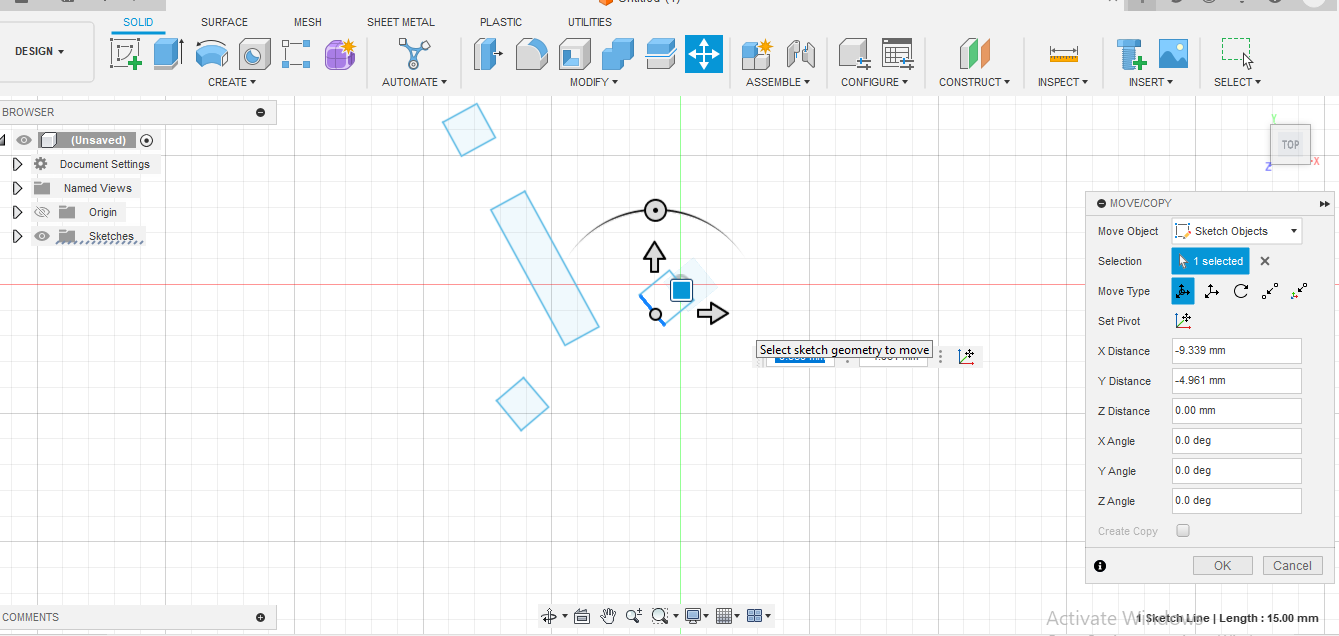 Untitled* (1)
SOLID SURFACE MESH SHEET METAL PLASTIC UTILITIES
DESIGN
CREATE AUTOMATE MODIFY ASSEMBLE CONFIGURE CONSTRUCT INSPECT INSERT SELECT
BROWSER
(Unsaved)
Document Settings
Named Views
Origin
Sketches
Y
TOP
X
Z
MOVE/COPY
Move Object Sketch Objects
Selection 1 selected
Move Type
Set Pivot
X Distance -9.339 mm
Y Distance -4.961 mm
Z Distance 0.00 mm
X Angle 0.0 deg
Y Angle 0.0 deg
Z Angle 0.0 deg
Create Copy
OK Cancel
Select sketch geometry to move
COMMENTS
Activate Windows
1 Sketch Line | Length : 15.00 mm